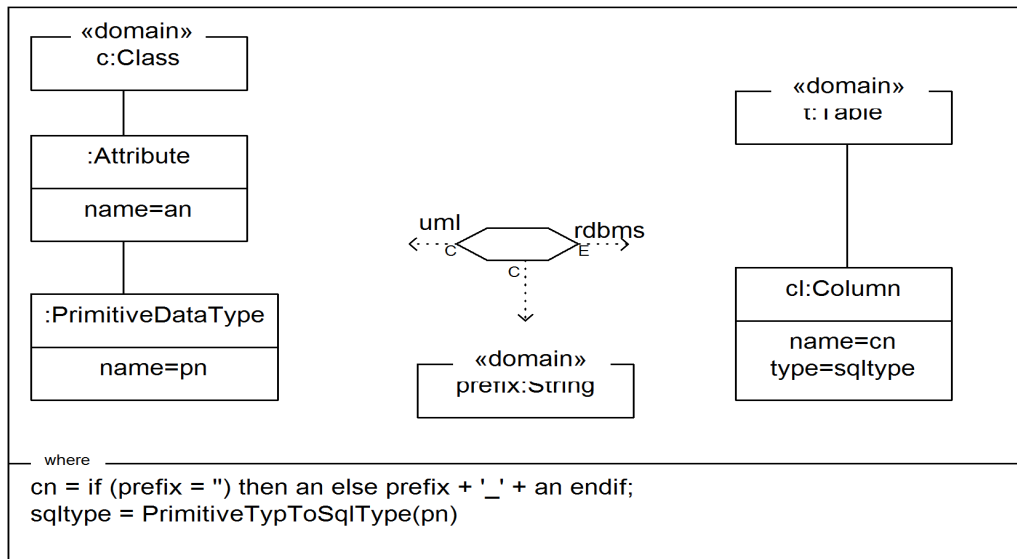 «domain»
c:Class
:Attribute
name=an
:PrimitiveDataType
name=pn
uml
rdbms
C
E
C
«domain»
prefix:String
«domain»
t:Table
cl:Column
name=cn
type=sqltype
where
cn = if (prefix = '') then an else prefix + '_' + an endif;
sqltype = PrimitiveTypToSqlType(pn)